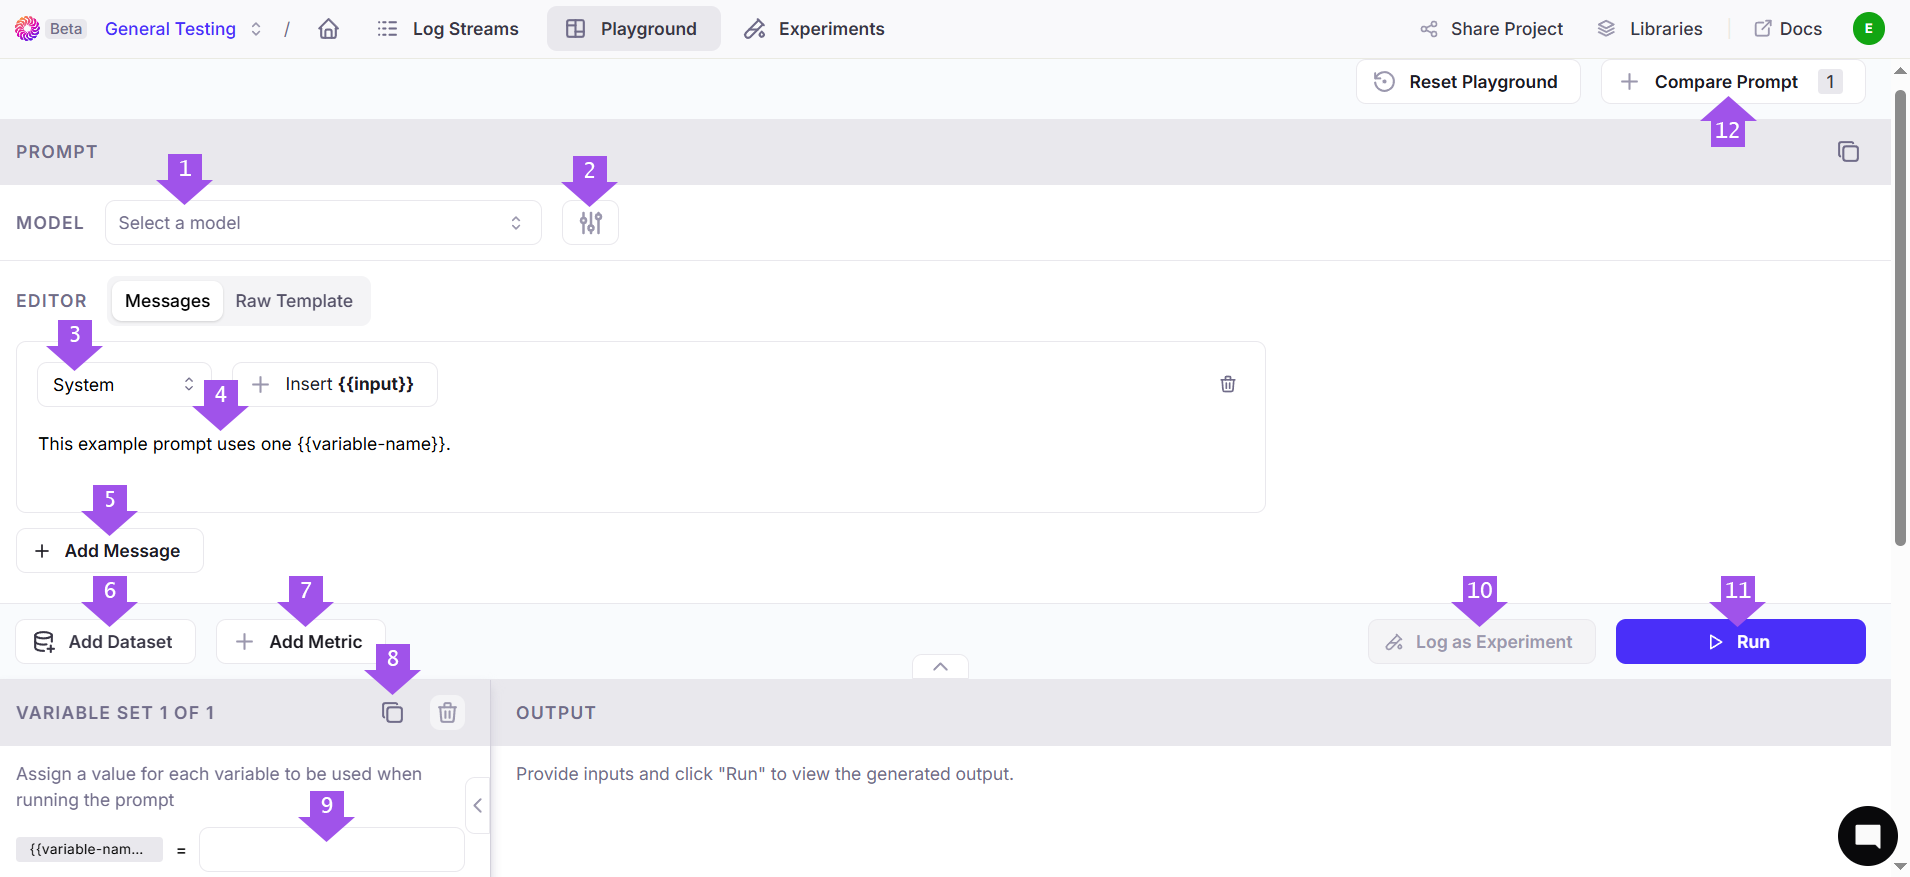 Beta General Testing / Log Streams Playground Experiments Share Project Libraries Docs E
Reset Playground Compare Prompt 1
12
PROMPT
1 2
MODEL Select a model
EDITOR Messages Raw Template
3
System Insert {{input}}
4
This example prompt uses one {{variable-name}}.
5
Add Message
6 7 10 11
Add Dataset Add Metric Log as Experiment Run
8
VARIABLE SET 1 OF 1 OUTPUT
Assign a value for each variable to be used when
running the prompt
Provide inputs and click "Run" to view the generated output.
9
{{variable-nam... =